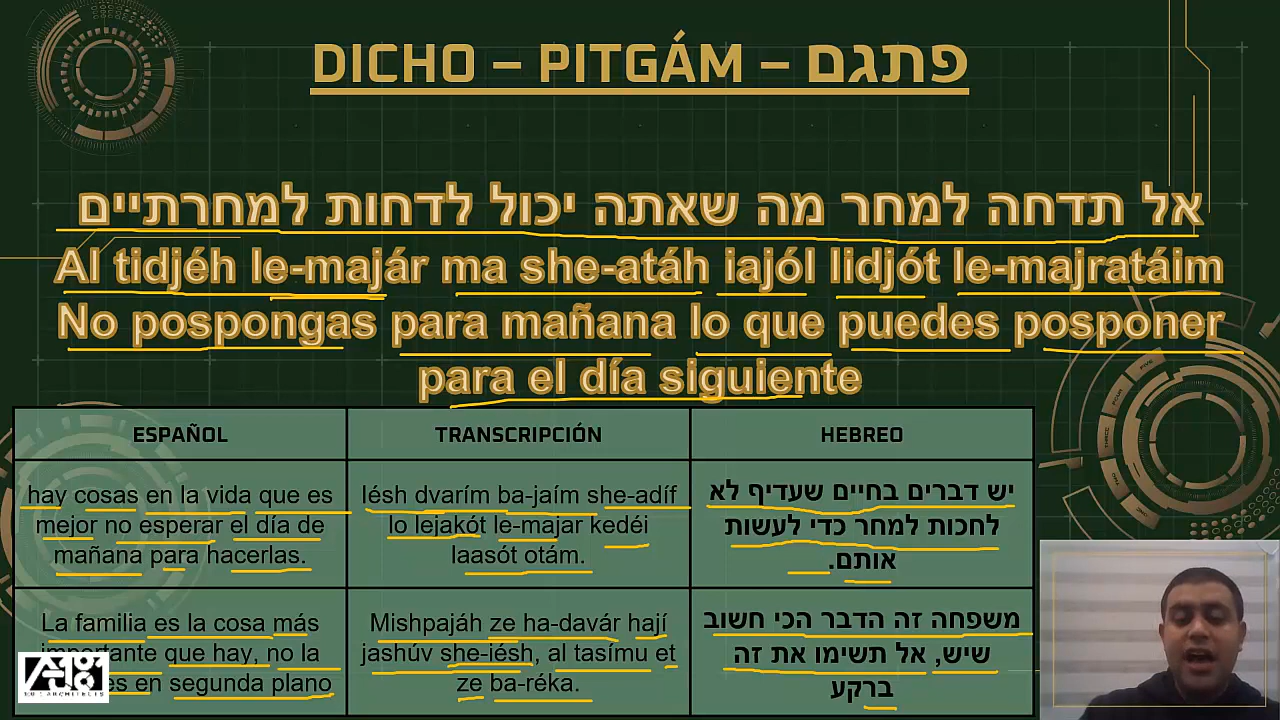 DICHO – PITGÁM – פתגם
אל תדחה למחר מה שאתה יכול לדחות למחרתיים
Al tidjéh le-majár ma she-atáh iajól lidjót le-majratáim
No pospongas para mañana lo que puedes posponer
para el día siguiente
ESPAÑOL TRANSCRIPCIÓN HEBREO
hay cosas en la vida que es
mejor no esperar el día de
mañana para hacerlas.
Iésh dvarím ba-jaím she-adíf
lo lejakót le-majar kedéi
laasót otám.
יש דברים בחיים שעדיף לא
לחכות למחר כדי לעשות
אותם.
La familia es la cosa más
que hay, no la
en segunda plano
Mishpajáh ze ha-davár hají
jashúv she-iésh, al tasímu et
ze ba-réka.
משפחה זה הדבר הכי חשוב
שיש, אל תשימו את זה
ברקע